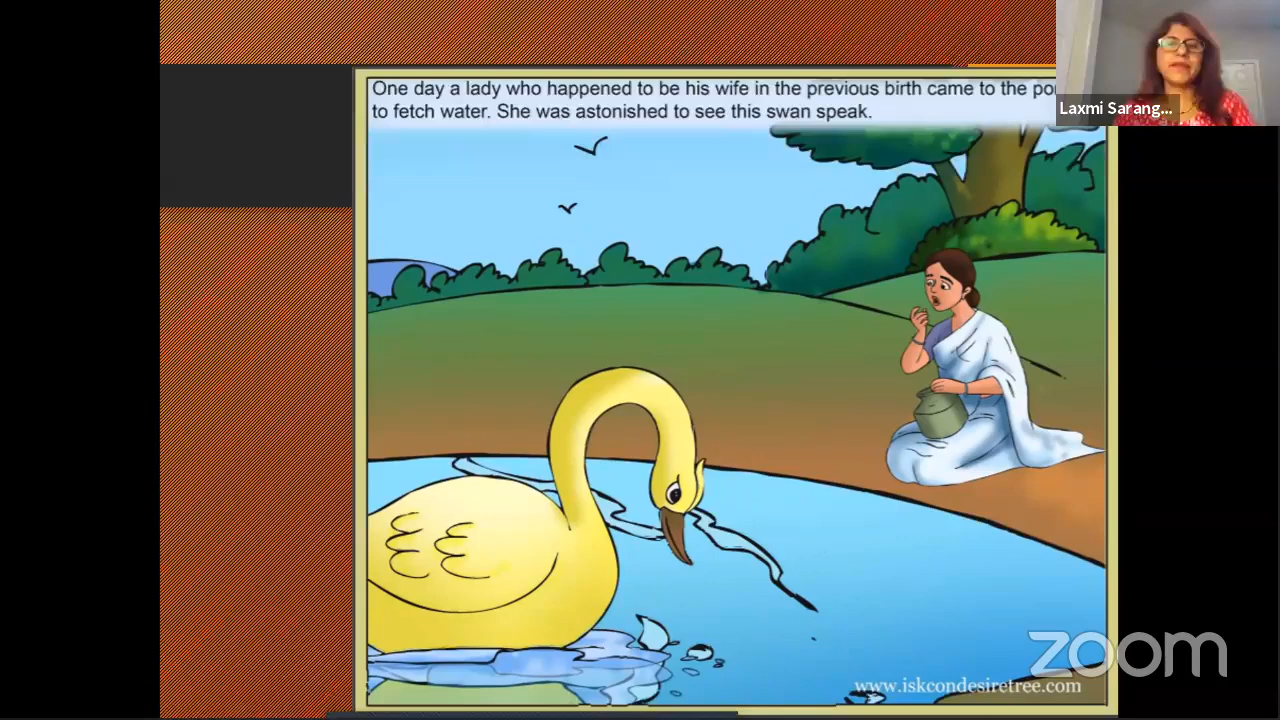 One day a lady who happened to be his wife in the previous birth came to the
to fetch water. She was astonished to see this swan speak.
Laxmi Sarang...
zoom
www.iskcondesiretree.com